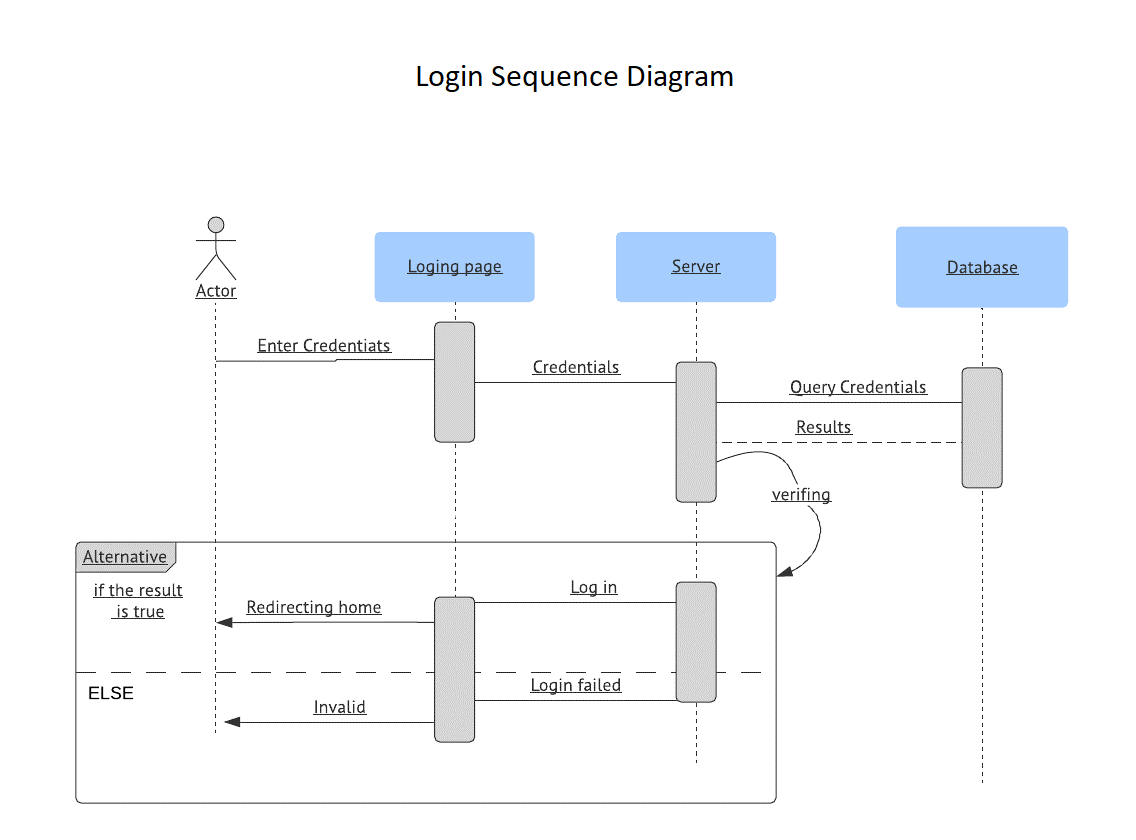 Login Sequence Diagram
Actor
Loging page
Server
Database
Enter Credentiats
Credentials
Query Credentials
Results
verifing
Alternative
if the result
is true
Log in
Redirecting home
ELSE
Login failed
Invalid